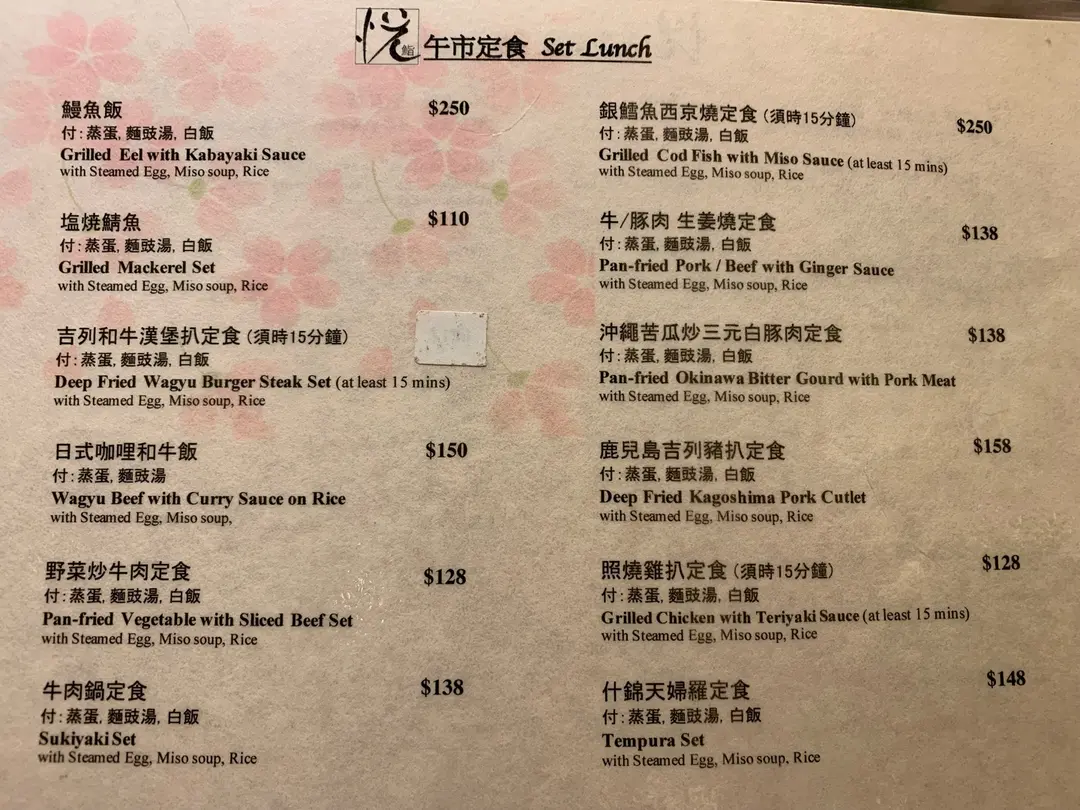 悦 鮨 午市定食 Set Lunch
鰻魚飯 $250
付:蒸蛋, 麵豉湯, 白飯
Grilled Eel with Kabayaki Sauce
with Steamed Egg, Miso soup, Rice
塩燒鯖魚 $110
付:蒸蛋, 麵豉湯, 白飯
Grilled Mackerel Set
with Steamed Egg, Miso soup, Rice
吉列和牛漢堡扒定食 (須時15分鐘)
付:蒸蛋, 麵豉湯, 白飯
Deep Fried Wagyu Burger Steak Set (at least 15 mins)
with Steamed Egg, Miso soup, Rice
日式咖哩和牛飯 $150
付:蒸蛋, 麵豉湯
Wagyu Beef with Curry Sauce on Rice
with Steamed Egg, Miso soup,
野菜炒牛肉定食 $128
付:蒸蛋, 麵豉湯, 白飯
Pan-fried Vegetable with Sliced Beef Set
with Steamed Egg, Miso soup, Rice
牛肉鍋定食 $138
付:蒸蛋, 麵豉湯, 白飯
Sukiyaki Set
with Steamed Egg, Miso soup, Rice
銀鱈魚西京燒定食 (須時15分鐘) $250
付:蒸蛋, 麵豉湯, 白飯
Grilled Cod Fish with Miso Sauce (at least 15 mins)
with Steamed Egg, Miso soup, Rice
牛/豚肉 生姜燒定食 $138
付:蒸蛋, 麵豉湯, 白飯
Pan-fried Pork / Beef with Ginger Sauce
with Steamed Egg, Miso soup, Rice
沖繩苦瓜炒三元白豚肉定食 $138
付:蒸蛋, 麵豉湯, 白飯
Pan-fried Okinawa Bitter Gourd with Pork Meat
with Steamed Egg, Miso soup, Rice
鹿兒島吉列豬扒定食 $158
付:蒸蛋, 麵豉湯, 白飯
Deep Fried Kagoshima Pork Cutlet
with Steamed Egg, Miso soup, Rice
照燒雞扒定食 (須時15分鐘) $128
付:蒸蛋, 麵豉湯, 白飯
Grilled Chicken with Teriyaki Sauce (at least 15 mins)
with Steamed Egg, Miso soup, Rice
什錦天婦羅定食 $148
付:蒸蛋, 麵豉湯, 白飯
Tempura Set
with Steamed Egg, Miso soup, Rice